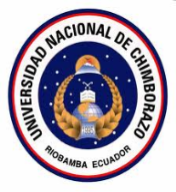 UNIVERSIDAD NACIONAL DE CHIMBORAZO
RIOBAMBA ECUADOR